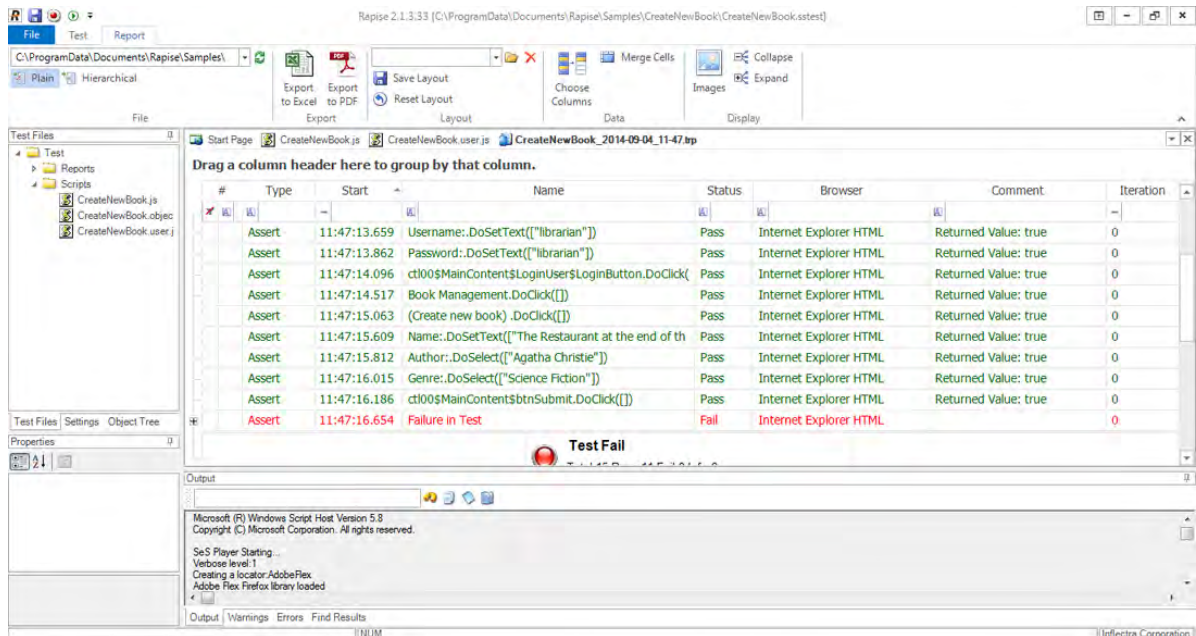 Rapise 2.1.3.33 [C:\ProgramData\Documents\Rapise\Samples\CreateNewBook\CreateNewBook.sstest]
File Test Report
C:\ProgramData\Documents\Rapise\Samples\
Plain Hierarchical
File
Export to Excel
Export to PDF
Export
Save Layout
Reset Layout
Layout
Choose Columns
Merge Cells
Data
Images
Collapse
Expand
Display
Test Files
Test
Reports
Scripts
CreateNewBook.js
CreateNewBook.objec
CreateNewBook.user.j
Test Files Settings Object Tree
Properties
Start Page CreateNewBook.js CreateNewBook.user.js CreateNewBook_2014-09-04_11-47.trp
Drag a column header here to group by that column.
# Type Start Name Status Browser Comment Iteration
Assert 11:47:13.659 Username:.DoSetText(["librarian"]) Pass Internet Explorer HTML Returned Value: true 0
Assert 11:47:13.862 Password:.DoSetText(["librarian"]) Pass Internet Explorer HTML Returned Value: true 0
Assert 11:47:14.096 ctl00$MainContent$LoginUser$LoginButton.DoClick( Pass Internet Explorer HTML Returned Value: true 0
Assert 11:47:14.517 Book Management.DoClick([]) Pass Internet Explorer HTML Returned Value: true 0
Assert 11:47:15.063 (Create new book) .DoClick([]) Pass Internet Explorer HTML Returned Value: true 0
Assert 11:47:15.609 Name:.DoSetText(["The Restaurant at the end of th Pass Internet Explorer HTML Returned Value: true 0
Assert 11:47:15.812 Author:.DoSelect(["Agatha Christie"]) Pass Internet Explorer HTML Returned Value: true 0
Assert 11:47:16.015 Genre:.DoSelect(["Science Fiction"]) Pass Internet Explorer HTML Returned Value: true 0
Assert 11:47:16.186 ctl00$MainContent$btnSubmit.DoClick([]) Pass Internet Explorer HTML Returned Value: true 0
Assert 11:47:16.654 Failure in Test Fail Internet Explorer HTML 0
Test Fail
Output
Microsoft (R) Windows Script Host Version 5.8
Copyright (C) Microsoft Corporation. All rights reserved.
SeS Player Starting...
Verbose level:1
Creating a locator:AdobeFlex
Adobe Flex Firefox library loaded
Output Warnings Errors Find Results
NUM
Inflectra Corporation